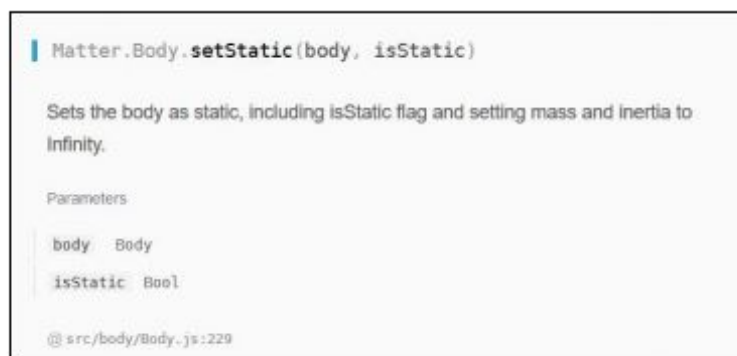 Matter.Body.setStatic(body, isStatic)
Sets the body as static, including isStatic flag and setting mass and inertia to
Infinity.
Parameters
body Body
isStatic Bool
@ src/body/Body.js:229